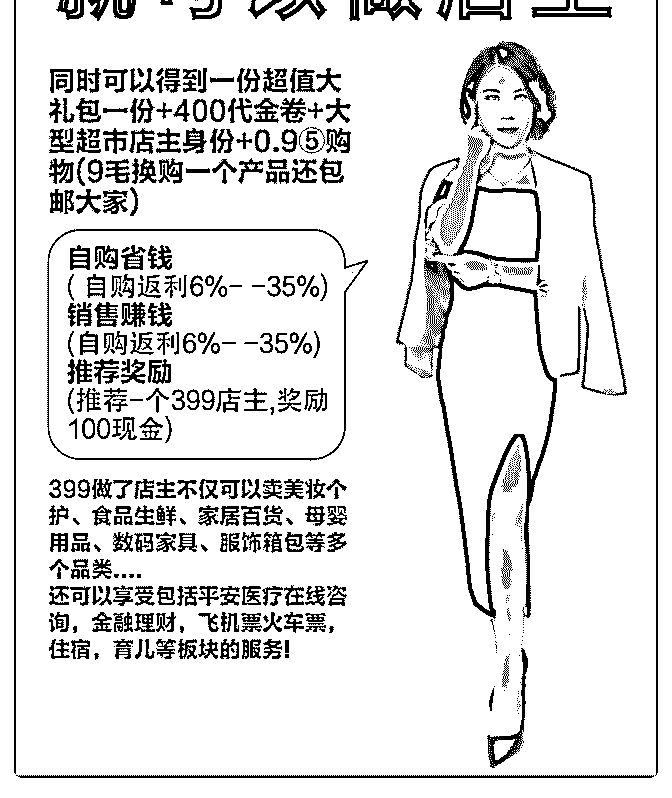 就可以做店主
同时可以得到一份超值大
礼包一份+400代金卷+大
型超市店主身份+0.9⑤购
物(9毛换购一个产品还包
邮大家)
自购省钱
( 自购返利6%- -35%)
销售赚钱
(自购返利6%- -35%)
推荐奖励
(推荐-个399店主,奖励
100现金)
399做了店主不仅可以卖美妆个
护、食品生鲜、家居百货、母婴
用品、数码家具、服饰箱包等多
个品类....
还可以享受包括平安医疗在线咨
询，金融理财，飞机票火车票，
住宿，育儿等板块的服务!